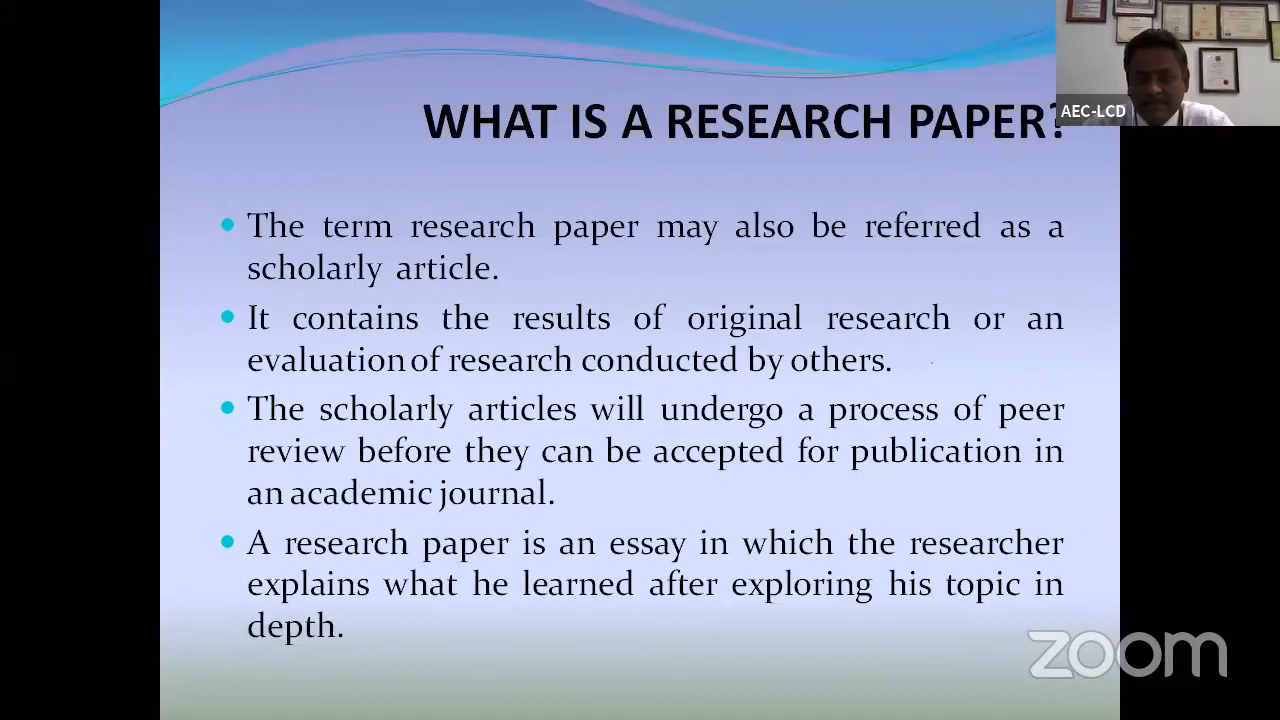 WHAT IS A RESEARCH PAPER?
AEC-LCD
The term research paper may also be referred as a
scholarly article.
It contains the results of original research or an
evaluation of research conducted by others.
The scholarly articles will undergo a process of peer
review before they can be accepted for publication in
an academic journal.
A research paper is an essay in which the researcher
explains what he learned after exploring his topic in
depth.
zoom